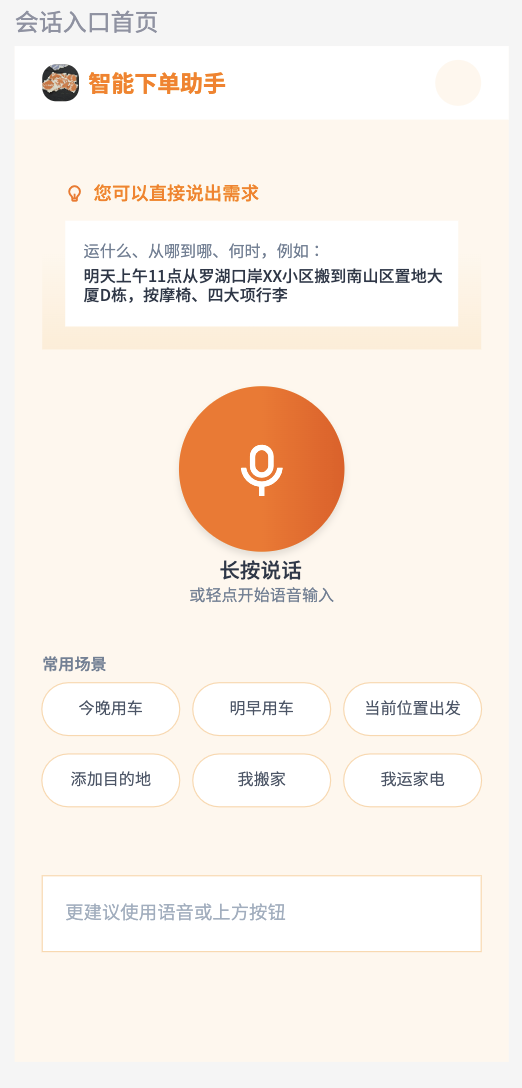 会话入口首页
智能下单助手
您可以直接说出需求
运什么、从哪到哪、何时，例如：
明天上午11点从罗湖口岸XX小区搬到南山区置地大
厦D栋，按摩椅、四大项行李
长按说话
或轻点开始语音输入
常用场景
今晚用车
明早用车
当前位置出发
添加目的地
我搬家
我运家电
更建议使用语音或上方按钮